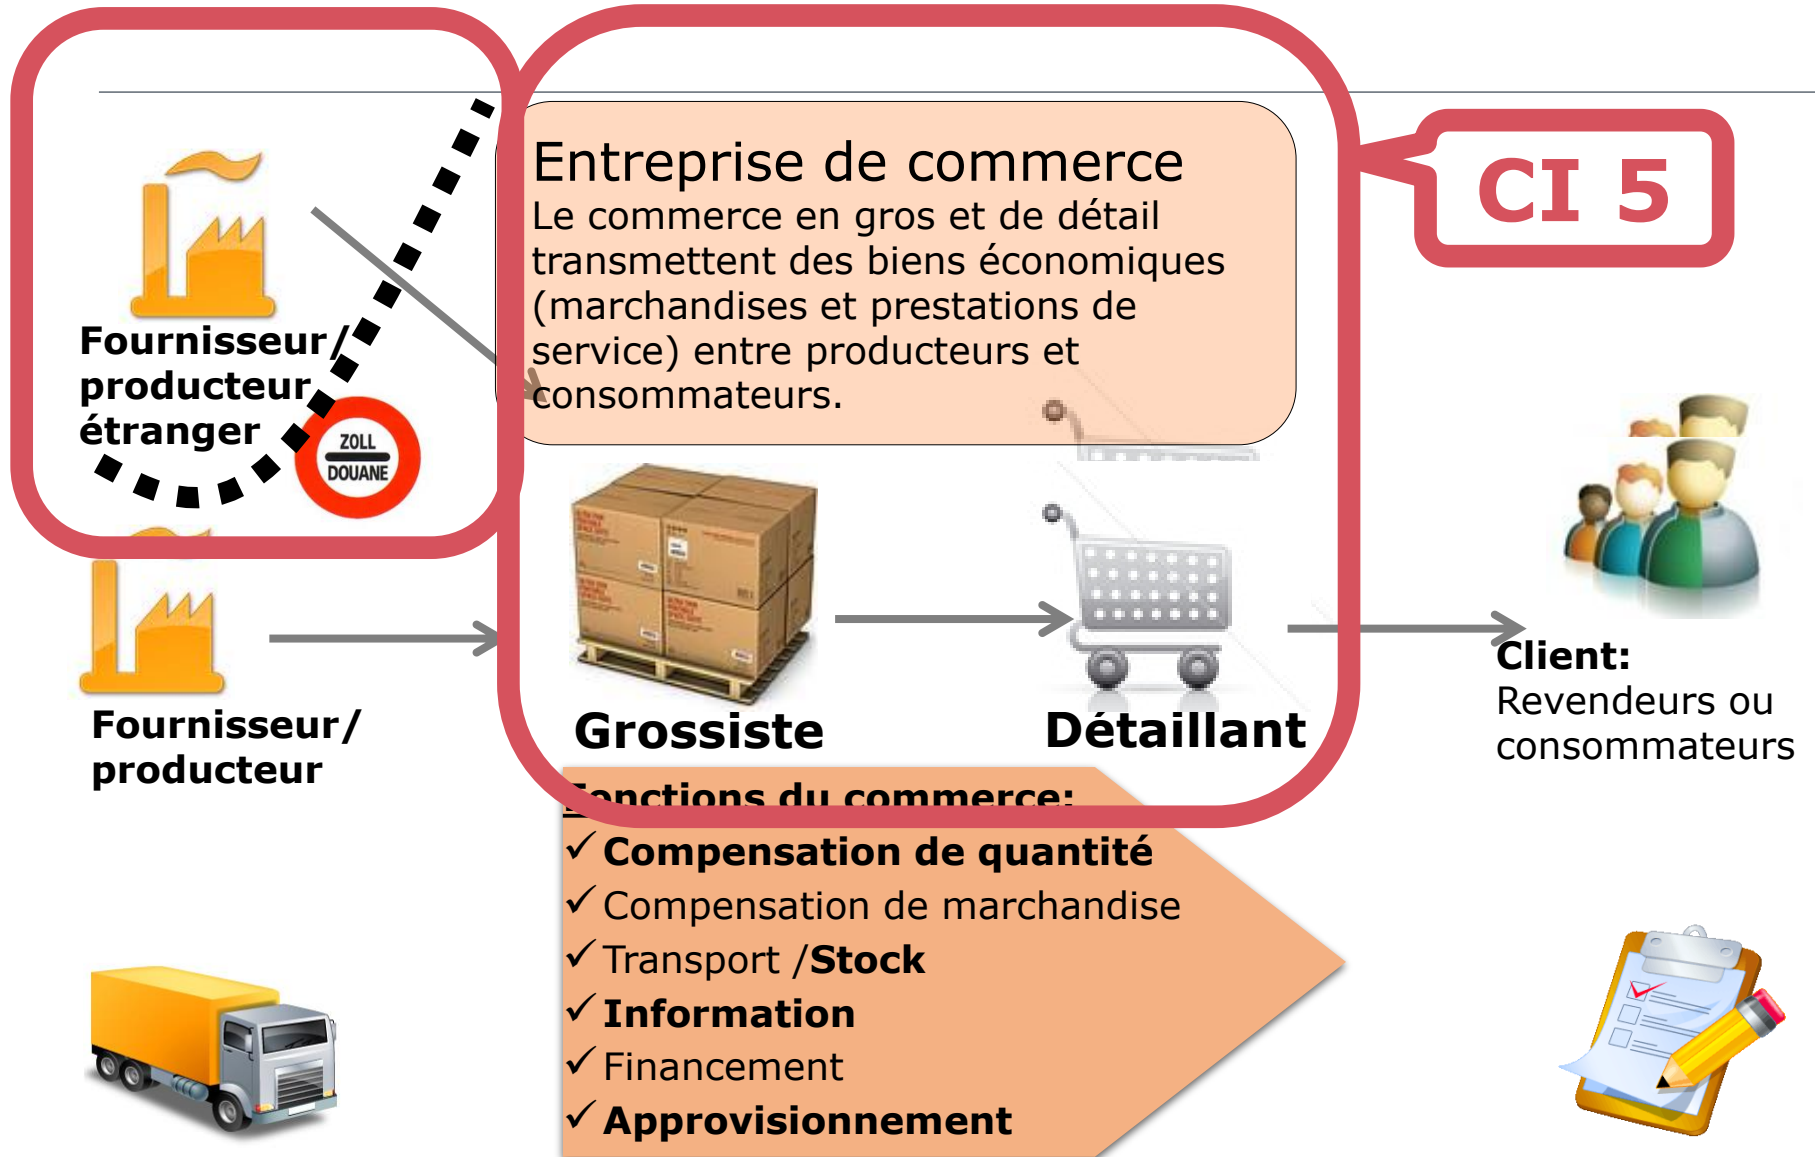 Entreprise de commerce
Le commerce en gros et de détail
transmettent des biens économiques
(marchandises et prestations de
service) entre producteurs et
consommateurs.
CI 5
Fournisseur/
producteur
étranger
ZOLL
DOUANE
Fournisseur/
producteur
Grossiste
Détaillant
Client:
Revendeurs ou
consommateurs
Fonctions du commerce:
✓ Compensation de quantité
✓ Compensation de marchandise
✓ Transport /Stock
✓ Information
✓ Financement
✓ Approvisionnement